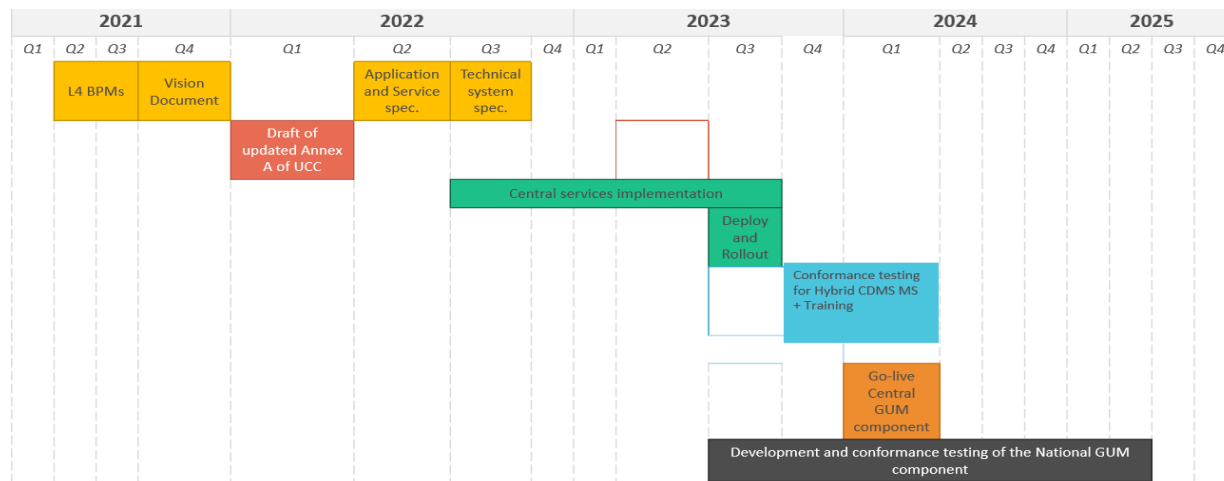 2021 2022 2023 2024 2025
Q1 Q2 Q3 Q4 Q1 Q2 Q3 Q4 Q1 Q2 Q3 Q4 Q1 Q2 Q3 Q4 Q1 Q2 Q3 Q4
L4 BPMs
Vision
Document
Application
and Service
spec.
Technical
system
spec.
Draft of
updated Annex
A of UCC
Central services implementation
Deploy
and
Rollout
Conformance testing
for Hybrid CDMS MS
+ Training
Go-live
Central
GUM
component
Development and conformance testing of the National GUM
component